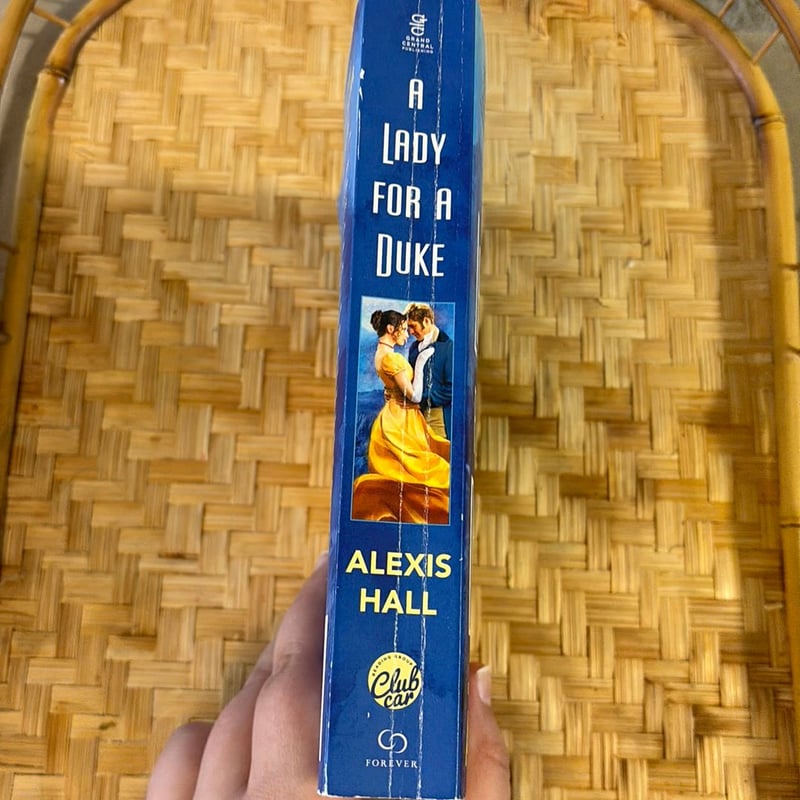 GRAND
CENTRAL
PUBLISHING
A
LADY
FOR A
DUKE
ALEXIS
HALL
READING GROUP
Club
car
FOREVER